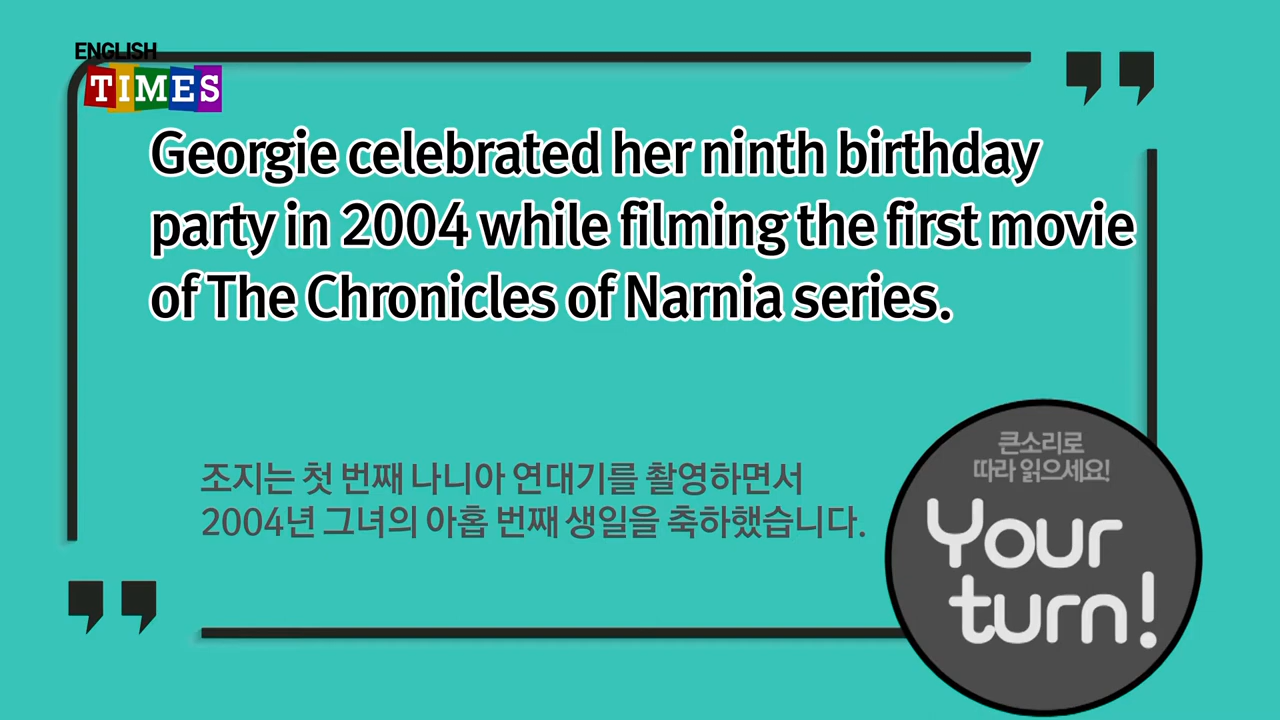 ENGLISH
TIMES
Georgie celebrated her ninth birthday
party in 2004 while filming the first movie
of The Chronicles of Narnia series.
조지는 첫 번째 나니아 연대기를 촬영하면서
2004년 그녀의 아홉 번째 생일을 축하했습니다.
큰소리로
따라 읽으세요!
Your
turn!